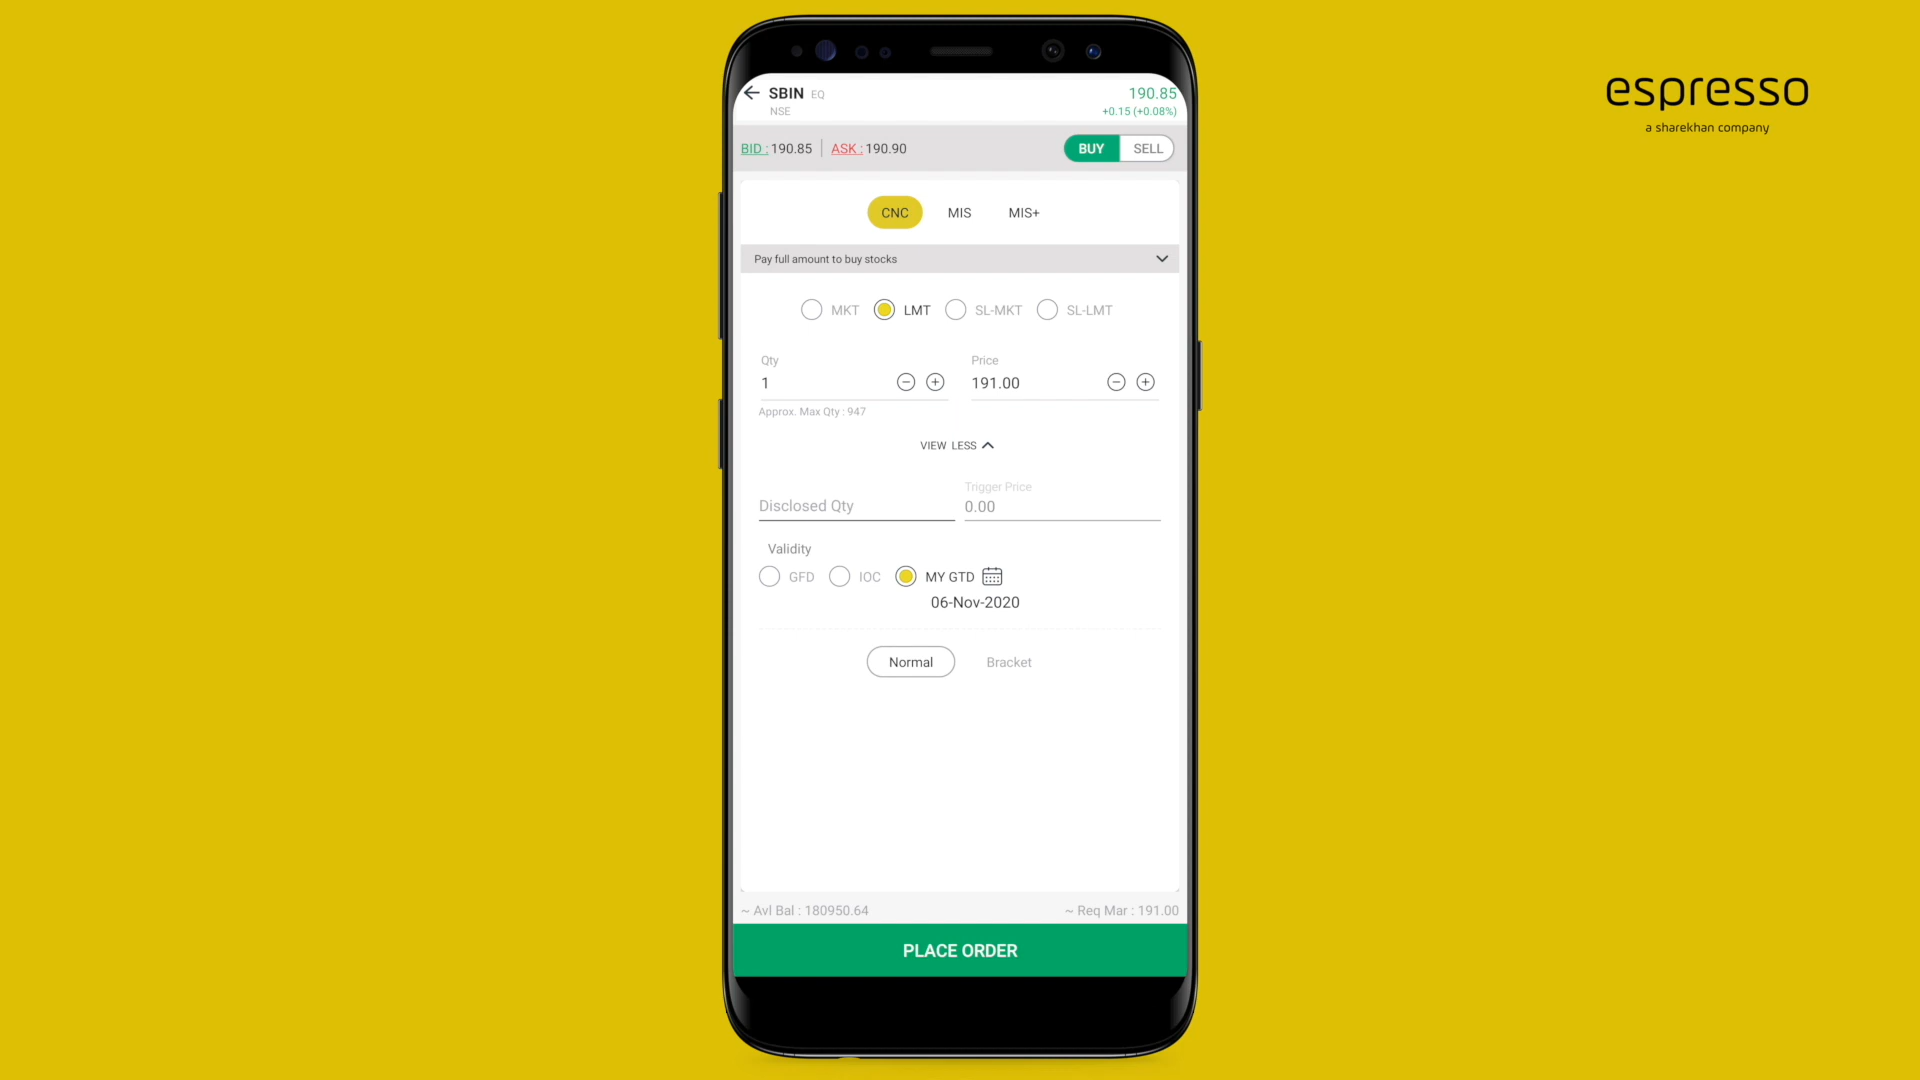 espresso
a sharekhan company
SBIN EQ 190.85
NSE +0.15 (+0.08%)
BID : 190.85 ASK : 190.90 BUY SELL
CNC MIS MIS+
Pay full amount to buy stocks
MKT LMT SL-MKT SL-LMT
Qty Price
1 191.00
Approx. Max Qty : 947
VIEW LESS
Trigger Price
Disclosed Qty 0.00
Validity
GFD IOC MY GTD
06-Nov-2020
Normal Bracket
~ Avl Bal : 180950.64 ~ Req Mar : 191.00
PLACE ORDER